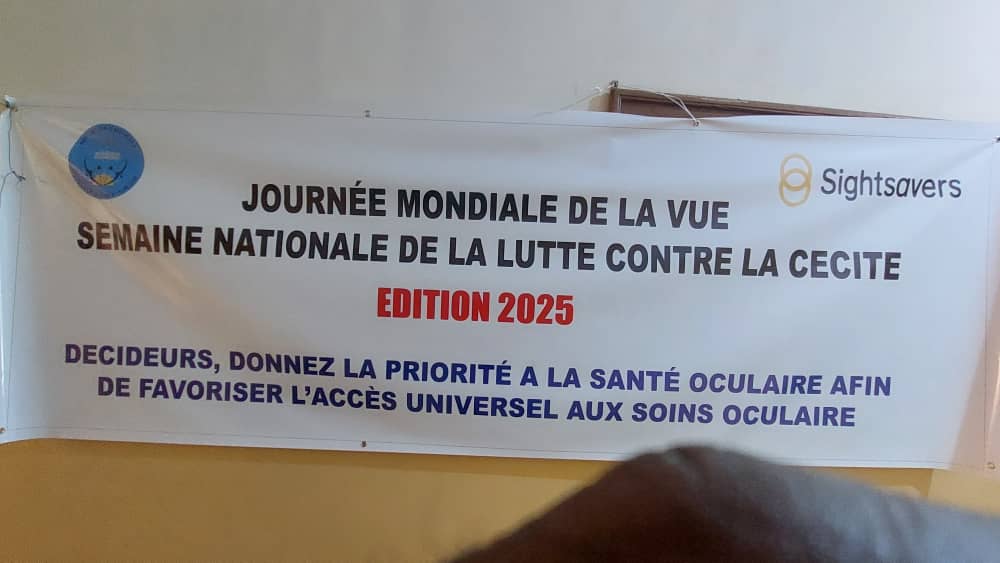 Sightsavers
JOURNÉE MONDIALE DE LA VUE
SEMAINE NATIONALE DE LA LUTTE CONTRE LA CECITE
EDITION 2025
DECIDEURS, DONNEZ LA PRIORITÉ A LA SANTÉ OCULAIRE AFIN
DE FAVORISER L'ACCÈS UNIVERSEL AUX SOINS OCULAIRE